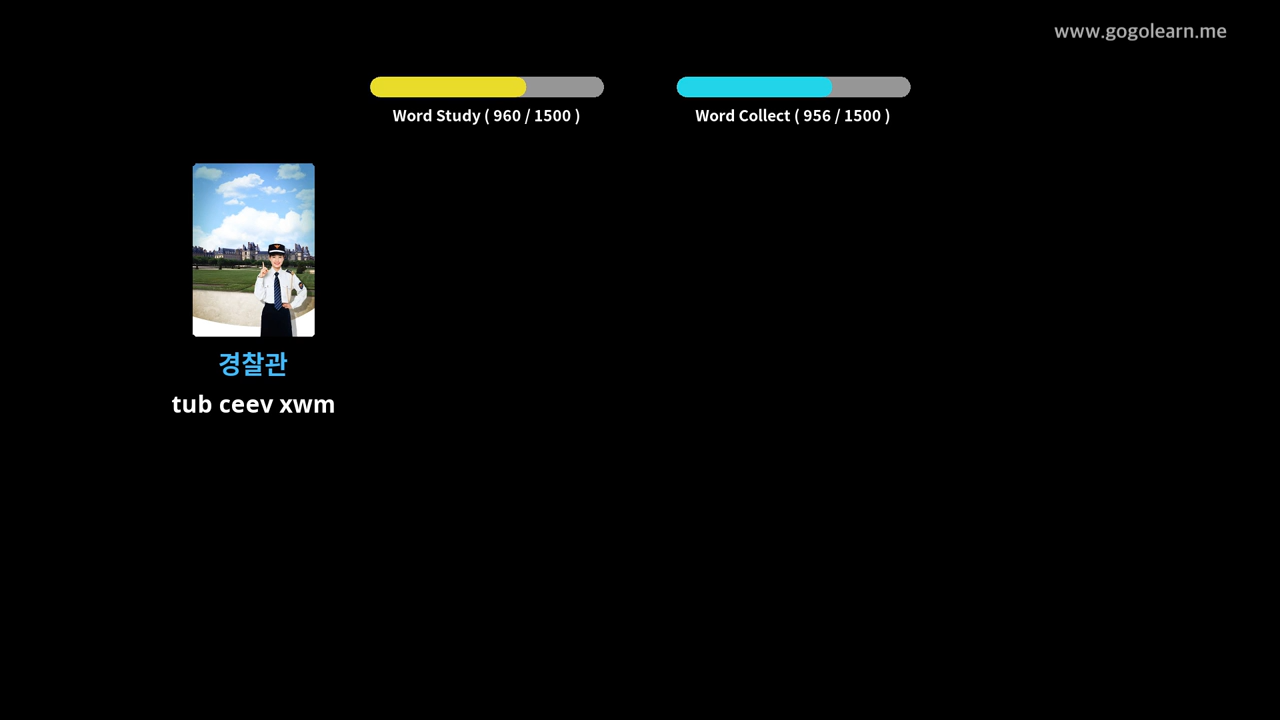 www.gogolearn.me
Word Study ( 960 / 1500 )
Word Collect ( 956 / 1500 )
경찰관
tub ceev xwm